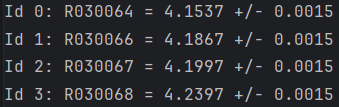 Id 0: R030064 = 4.1537 +/- 0.0015
Id 1: R030066 = 4.1867 +/- 0.0015
Id 2: R030067 = 4.1997 +/- 0.0015
Id 3: R030068 = 4.2397 +/- 0.0015